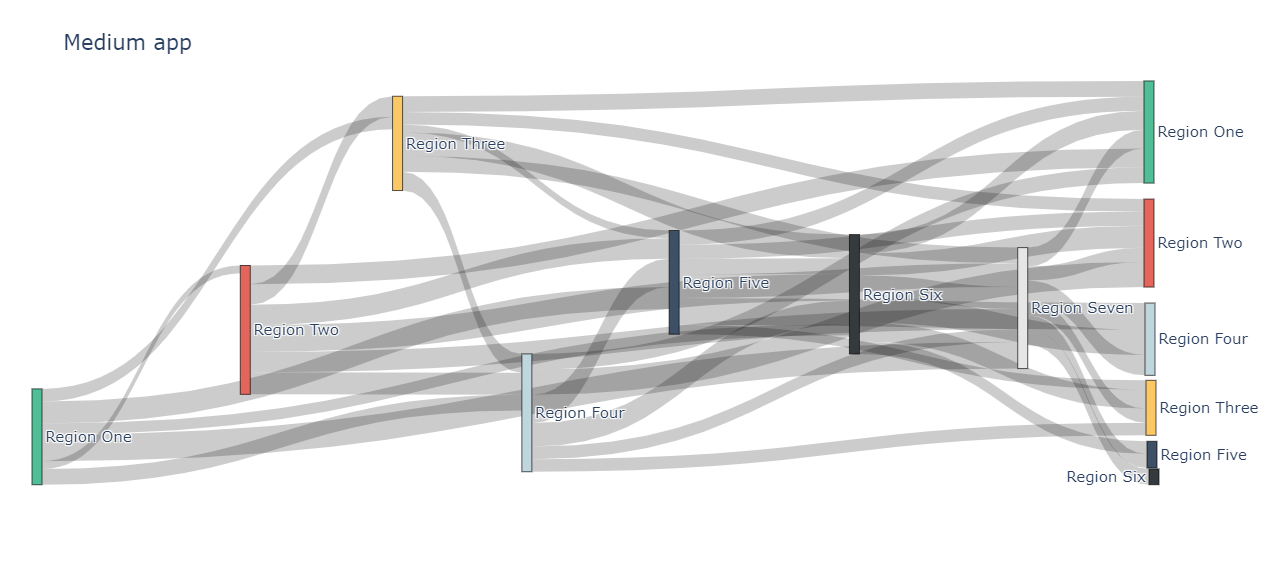 Medium app
Region One
Region Three
Region Two
Region Five
Region Six
Region Two
Region Seven
Region Four
Region Three
Region Four
Region One
Region Five
Region Six